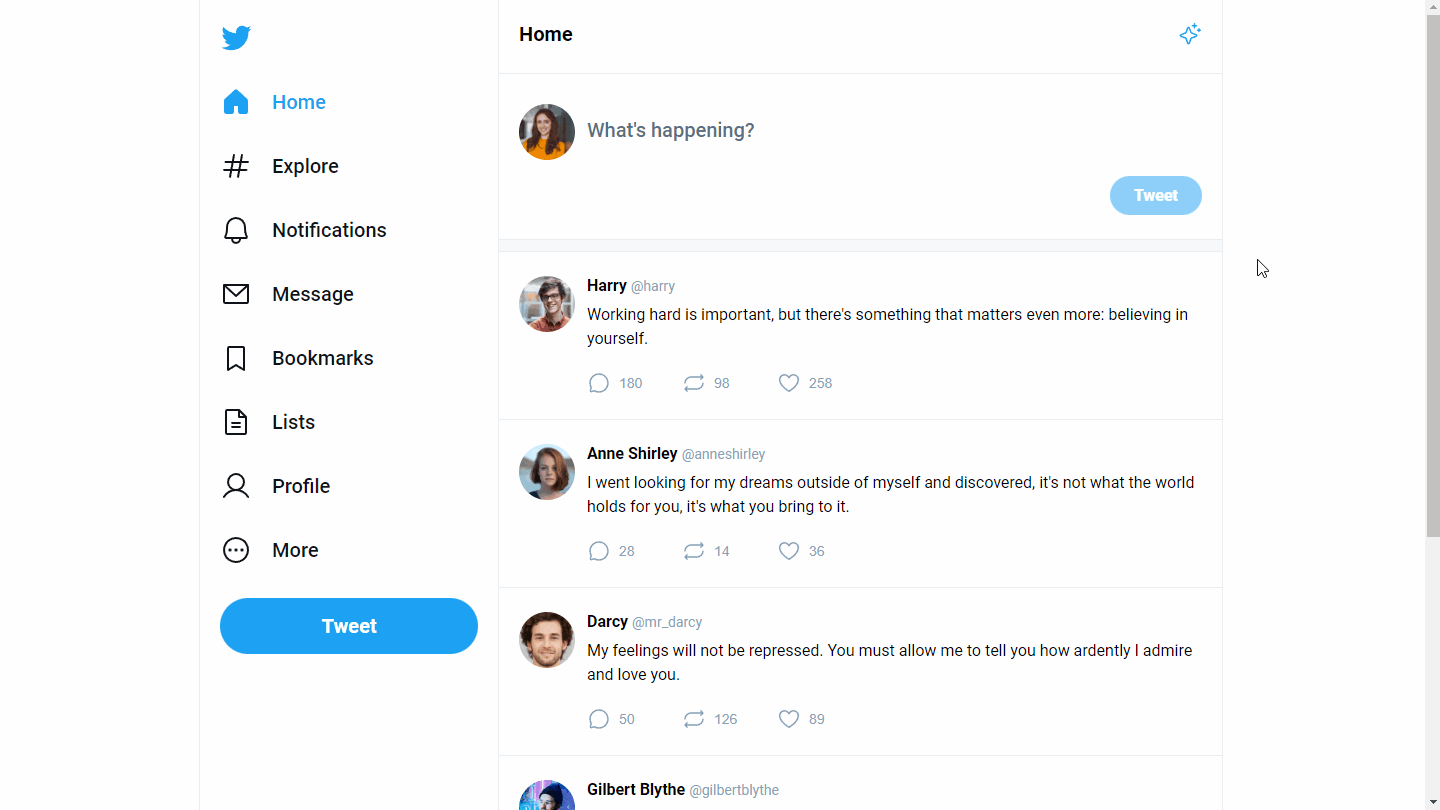 Home
Explore
Notifications
Message
Bookmarks
Lists
Profile
More
Tweet
Home
What's happening?
Tweet
Harry @harry
Working hard is important, but there's something that matters even more: believing in
yourself.
180 98 258
Anne Shirley @anneshirley
I went looking for my dreams outside of myself and discovered, it's not what the world
holds for you, it's what you bring to it.
28 14 36
Darcy @mr_darcy
My feelings will not be repressed. You must allow me to tell you how ardently I admire
and love you.
50 126 89
Gilbert Blythe @gilbertblythe